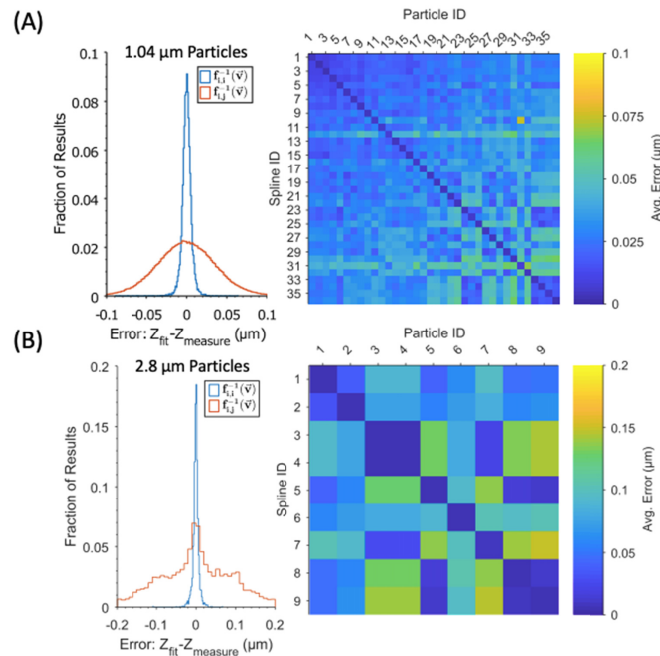 (A)
1.04 µm Particles
f⁻¹i,i(v⃗)
f⁻¹i,j(v⃗)
Fraction of Results
0.1
0.08
0.06
0.04
0.02
0
-0.1 -0.05 0 0.05 0.1
Error: Zfit-Zmeasure (µm)
Particle ID
1 3 5 7 9 11 13 15 17 19 21 23 25 27 29 31 33 35
Spline ID
1
3
5
7
9
11
13
15
17
19
21
23
25
27
29
31
33
35
0.1
0.075
0.05
0.025
0
Avg. Error (µm)
(B)
2.8 µm Particles
f⁻¹i,i(v⃗)
f⁻¹i,j(v⃗)
Fraction of Results
0.2
0.15
0.1
0.05
0
-0.2 -0.1 0 0.1 0.2
Error: Zfit-Zmeasure (µm)
Particle ID
1 2 3 4 5 6 7 8 9
Spline ID
1
2
3
4
5
6
7
8
9
0.2
0.15
0.1
0.05
0
Avg. Error (µm)